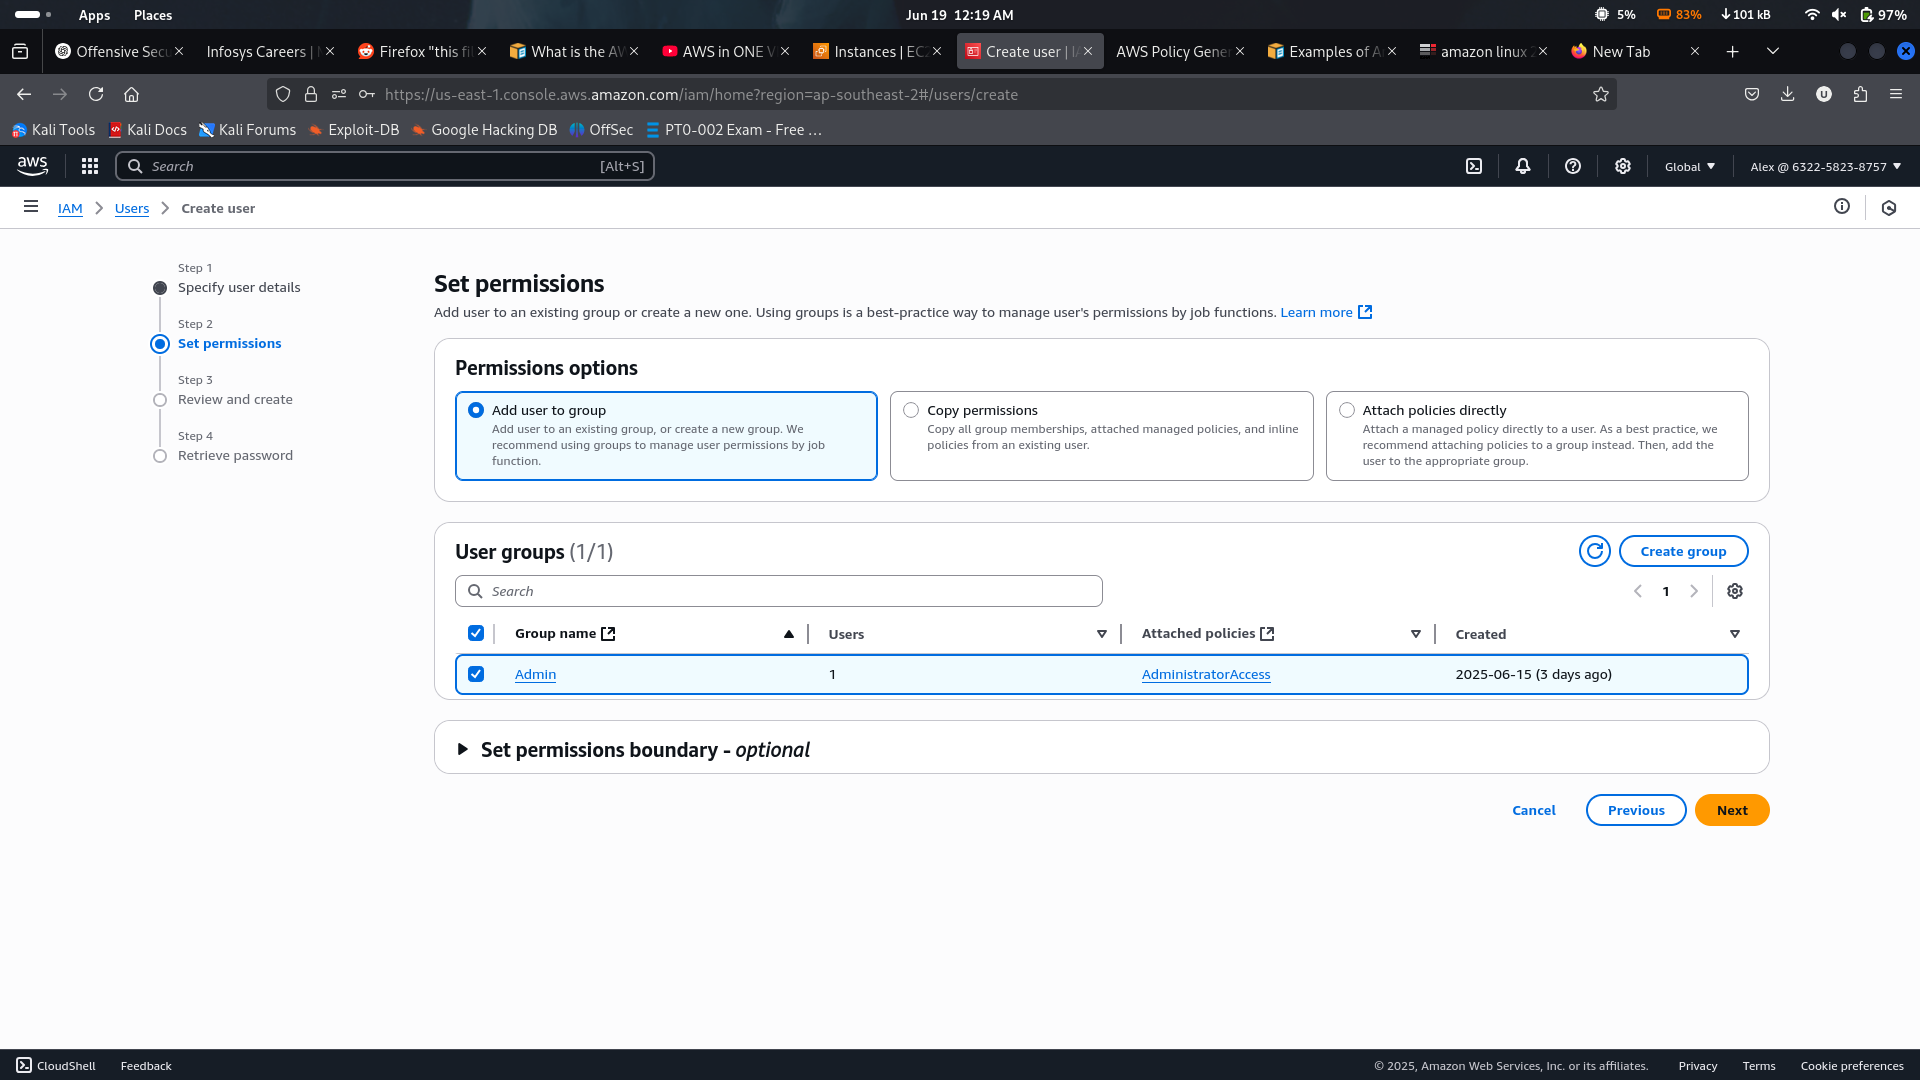 Apps Places Jun 19 12:19 AM 5% 83% 101 kB 97%
Offensive Secu Infosys Careers | Firefox "this fil What is the AW AWS in ONE V Instances | EC2 Create user | IA AWS Policy Gener Examples of A amazon linux 2 New Tab
https://us-east-1.console.aws.amazon.com/iam/home?region=ap-southeast-2#/users/create U
Kali Tools Kali Docs Kali Forums Exploit-DB Google Hacking DB OffSec PT0-002 Exam - Free …
aws Search [Alt+S] Global Alex @ 6322-5823-8757
IAM Users Create user
Step 1
Specify user details
Step 2
Set permissions
Step 3
Review and create
Step 4
Retrieve password
Set permissions
Add user to an existing group or create a new one. Using groups is a best-practice way to manage user's permissions by job functions. Learn more
Permissions options
Add user to group
Add user to an existing group, or create a new group. We
recommend using groups to manage user permissions by job
function.
Copy permissions
Copy all group memberships, attached managed policies, and inline
policies from an existing user.
Attach policies directly
Attach a managed policy directly to a user. As a best practice, we
recommend attaching policies to a group instead. Then, add the
user to the appropriate group.
User groups (1/1) Create group
Search 1
Group name Users Attached policies Created
Admin 1 AdministratorAccess 2025-06-15 (3 days ago)
Set permissions boundary - optional
Cancel Previous Next
CloudShell Feedback © 2025, Amazon Web Services, Inc. or its affiliates. Privacy Terms Cookie preferences